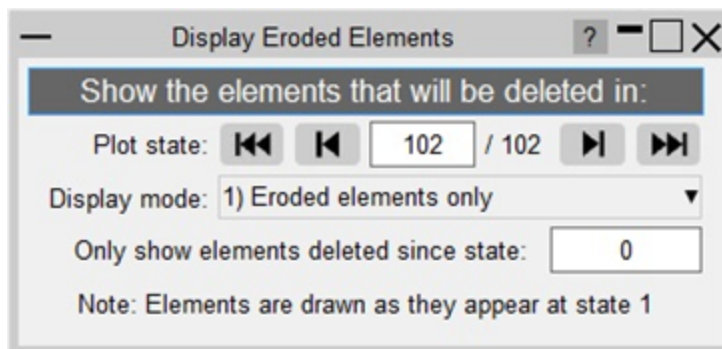 Display Eroded Elements ?
Show the elements that will be deleted in:
Plot state: 102 / 102
Display mode: 1) Eroded elements only
Only show elements deleted since state: 0
Note: Elements are drawn as they appear at state 1